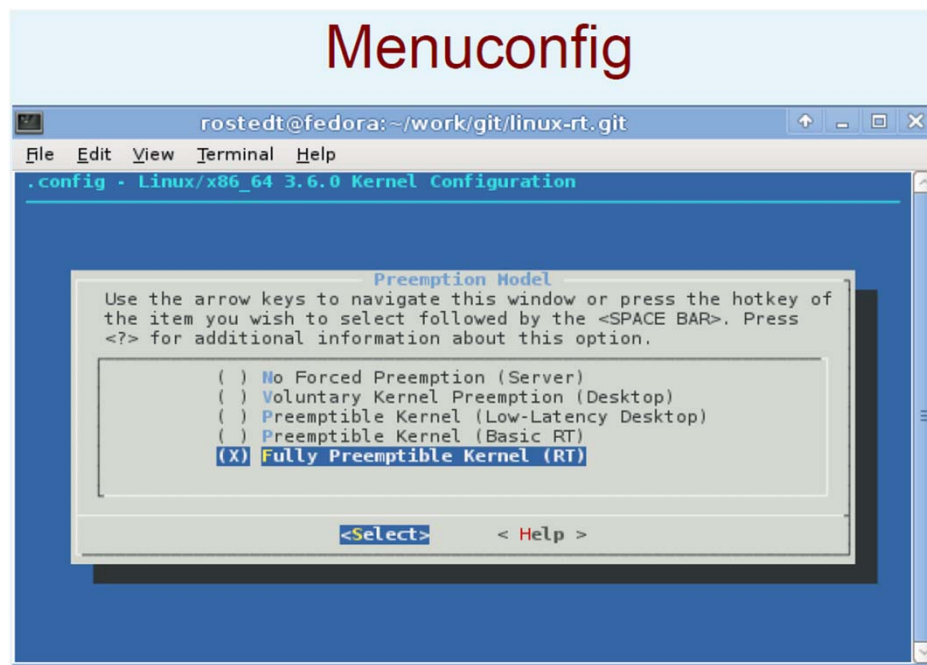 Menuconfig
rostedt@fedora:~/work/git/linux-rt.git
File Edit View Terminal Help
.config - Linux/x86_64 3.6.0 Kernel Configuration
Preemption Model
Use the arrow keys to navigate this window or press the hotkey of
the item you wish to select followed by the <SPACE BAR>. Press
<?> for additional information about this option.
( ) No Forced Preemption (Server)
( ) Voluntary Kernel Preemption (Desktop)
( ) Preemptible Kernel (Low-Latency Desktop)
( ) Preemptible Kernel (Basic RT)
(X) Fully Preemptible Kernel (RT)
<Select> < Help >